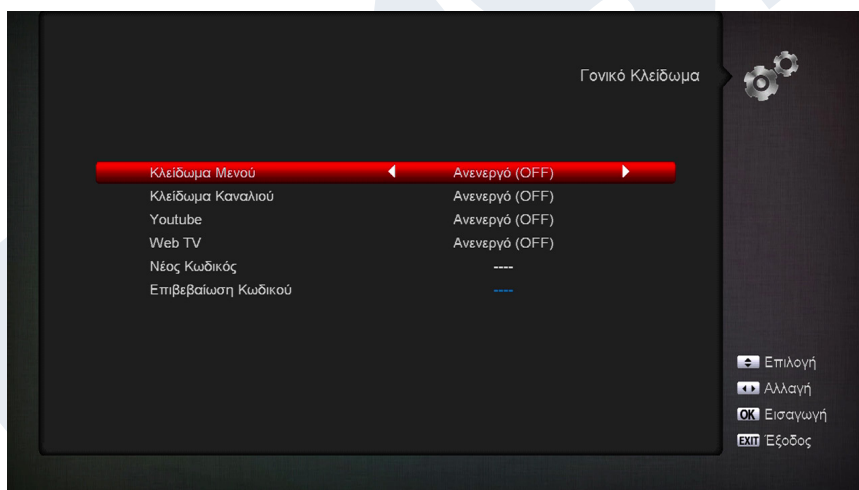 Γονικό Κλείδωμα
Κλείδωμα Μενού Ανενεργό (OFF)
Κλείδωμα Καναλιού Ανενεργό (OFF)
Youtube Ανενεργό (OFF)
Web TV Ανενεργό (OFF)
Νέος Κωδικός ----
Επιβεβαίωση Κωδικού ----
Επιλογή
Αλλαγή
OK Εισαγωγή
EXIT Έξοδος